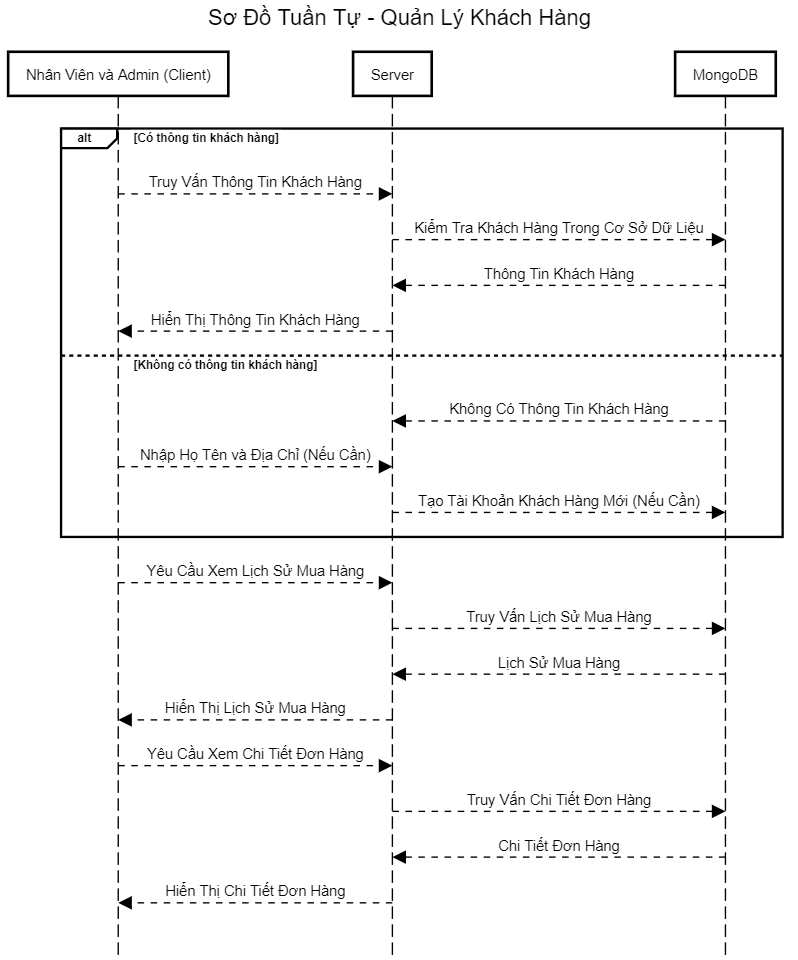 Sơ Đồ Tuần Tự - Quản Lý Khách Hàng
Nhân Viên và Admin (Client)
Server
MongoDB
alt
[Có thông tin khách hàng]
Truy Vấn Thông Tin Khách Hàng
Kiểm Tra Khách Hàng Trong Cơ Sở Dữ Liệu
Thông Tin Khách Hàng
Hiển Thị Thông Tin Khách Hàng
[Không có thông tin khách hàng]
Không Có Thông Tin Khách Hàng
Nhập Họ Tên và Địa Chỉ (Nếu Cần)
Tạo Tài Khoản Khách Hàng Mới (Nếu Cần)
Yêu Cầu Xem Lịch Sử Mua Hàng
Truy Vấn Lịch Sử Mua Hàng
Lịch Sử Mua Hàng
Hiển Thị Lịch Sử Mua Hàng
Yêu Cầu Xem Chi Tiết Đơn Hàng
Truy Vấn Chi Tiết Đơn Hàng
Chi Tiết Đơn Hàng
Hiển Thị Chi Tiết Đơn Hàng